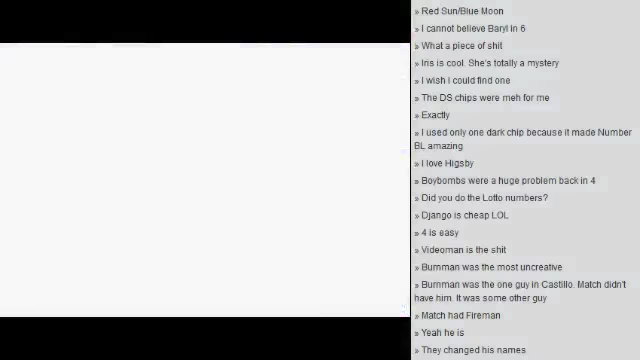 » Red Sun/Blue Moon
» I cannot believe Baryl in 6
» What a piece of shit
» Iris is cool. She's totally a mystery
» I wish I could find one
» The DS chips were meh for me
» Exactly
» I used only one dark chip because it made Number
BL amazing
» I love Higsby
» Boybombs were a huge problem back in 4
» Did you do the Lotto numbers?
» Django is cheap LOL
» 4 is easy
» Videoman is the shit
» Burnman was the most uncreative
» Burnman was the one guy in Castillo. Match didn't
have him. It was some other guy
» Match had Fireman
» Yeah he is
» They changed his names